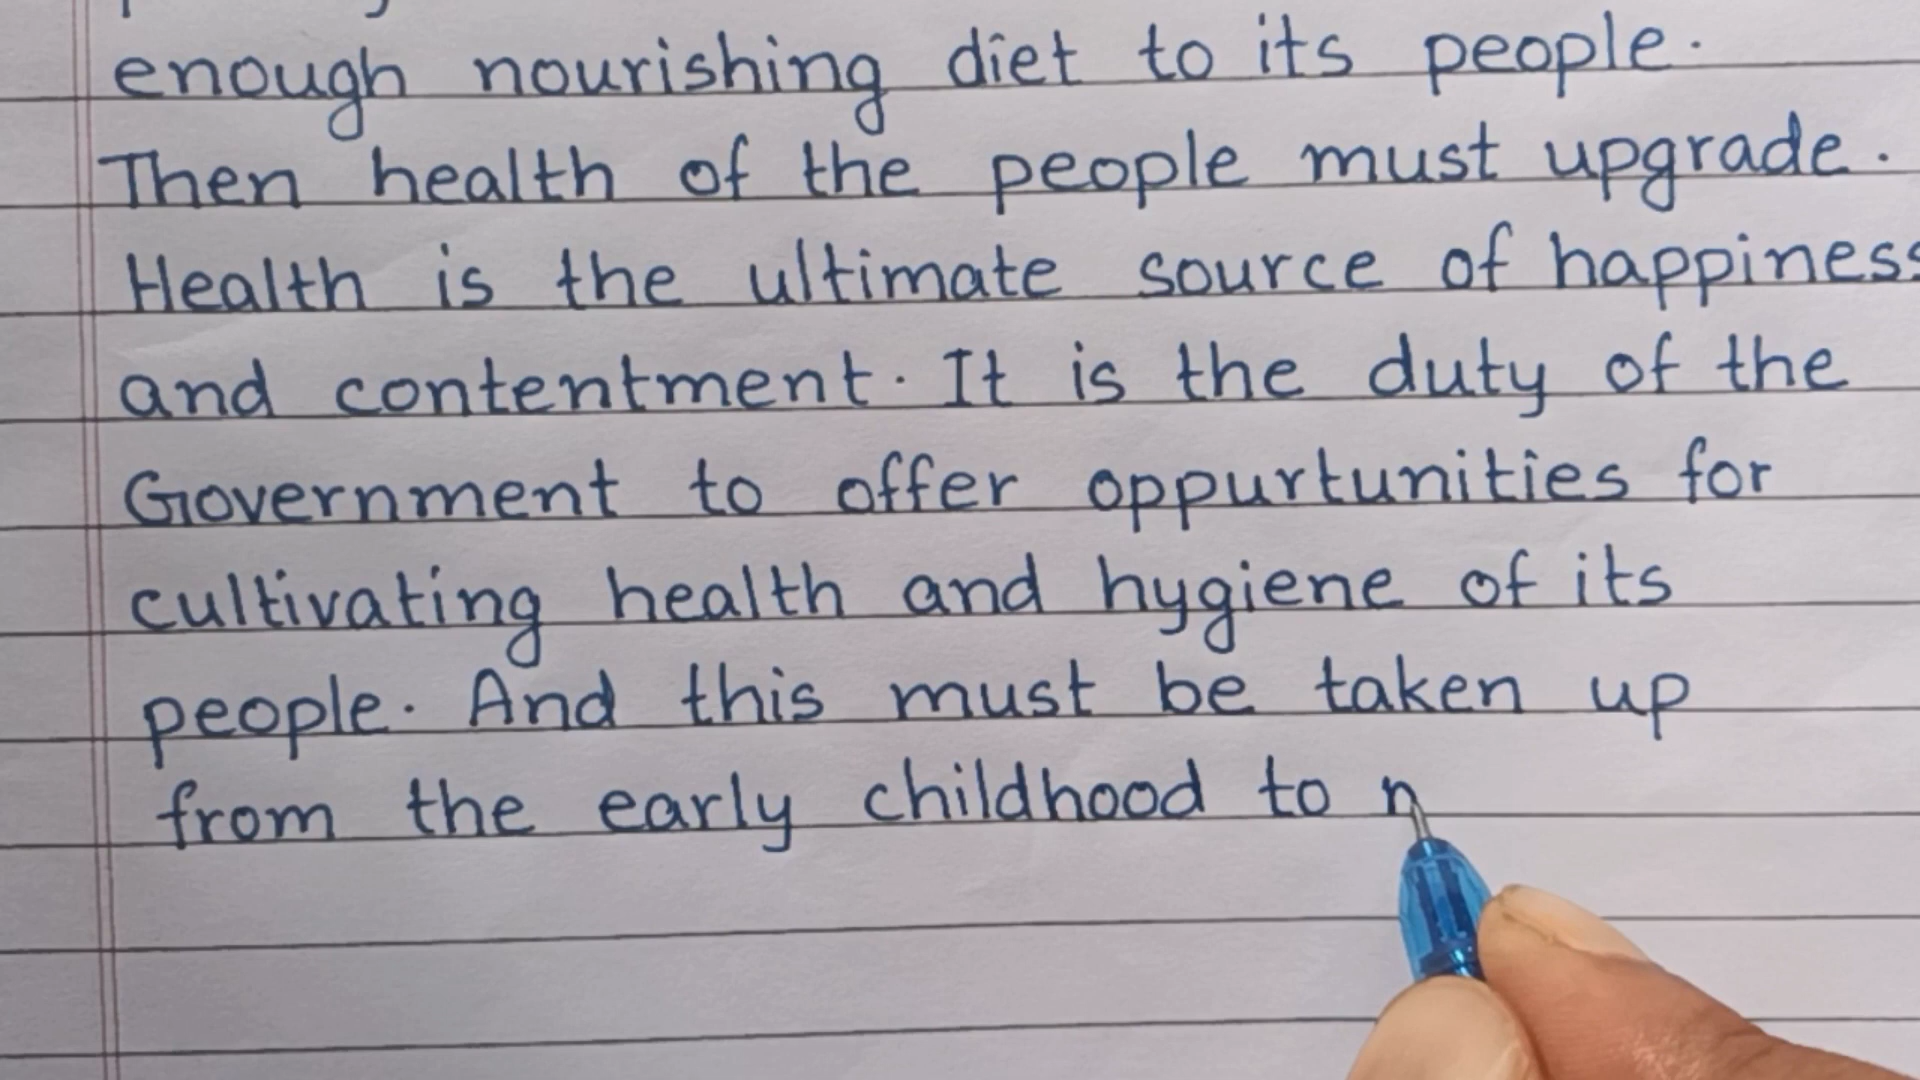 enough nourishing diet to its people.
Then health of the people must upgrade.
Health is the ultimate source of happiness
and contentment. It is the duty of the
Government to offer oppurtunities for
cultivating health and hygiene of its
people. And this must be taken up
from the early childhood to